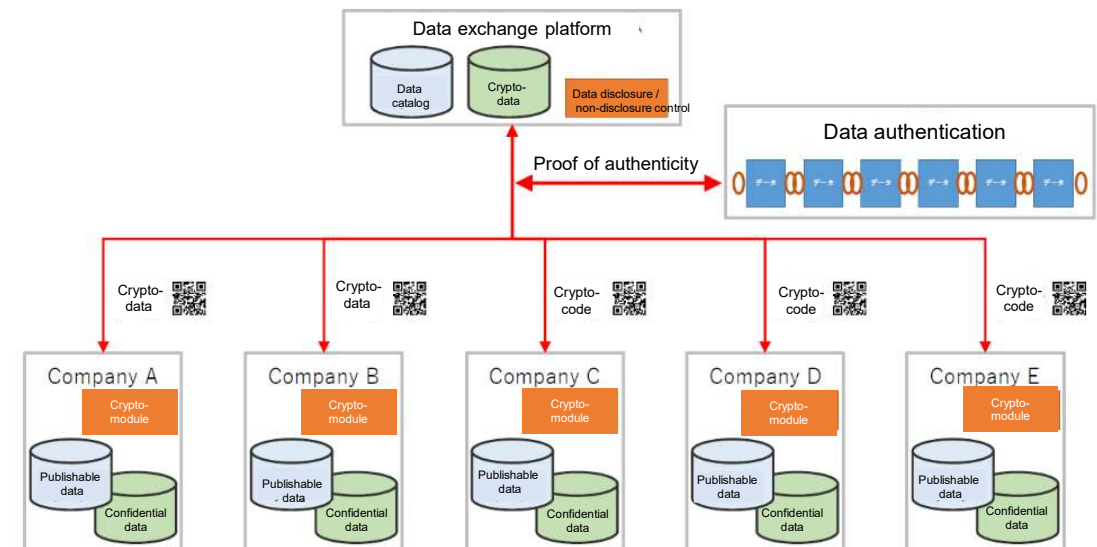 Data exchange platform
Data
catalog
Crypto-
data
Data disclosure /
non-disclosure control
Data authentication
Proof of authenticity
データ データ データ データ データ データ
Crypto-
data
Crypto-
data
Crypto-
code
Crypto-
code
Crypto-
code
Company A
Crypto-
module
Publishable
data
Confidential
data
Company B
Crypto-
module
Publishable
data
Confidential
data
Company C
Crypto-
module
Publishable
data
Confidential
data
Company D
Crypto-
module
Publishable
data
Confidential
data
Company E
Crypto-
module
Publishable
data
Confidential
data